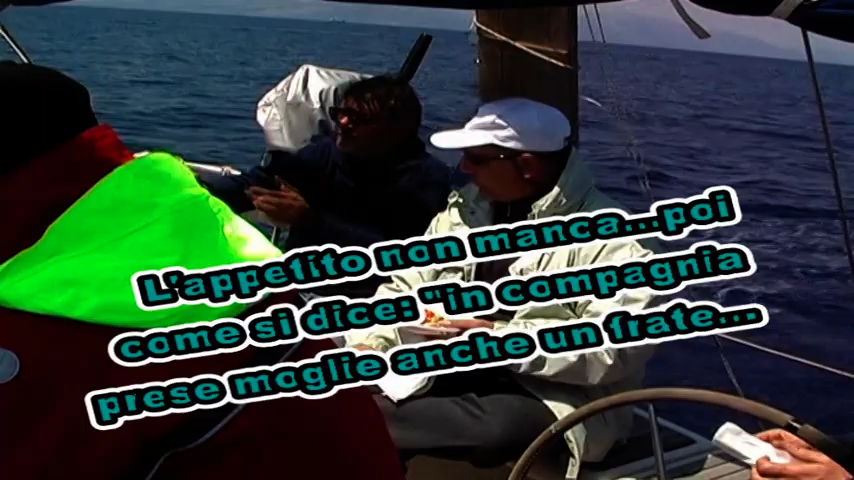 L'appetito non manca...poi
come si dice: "in compagnia
prese moglie anche un frate...